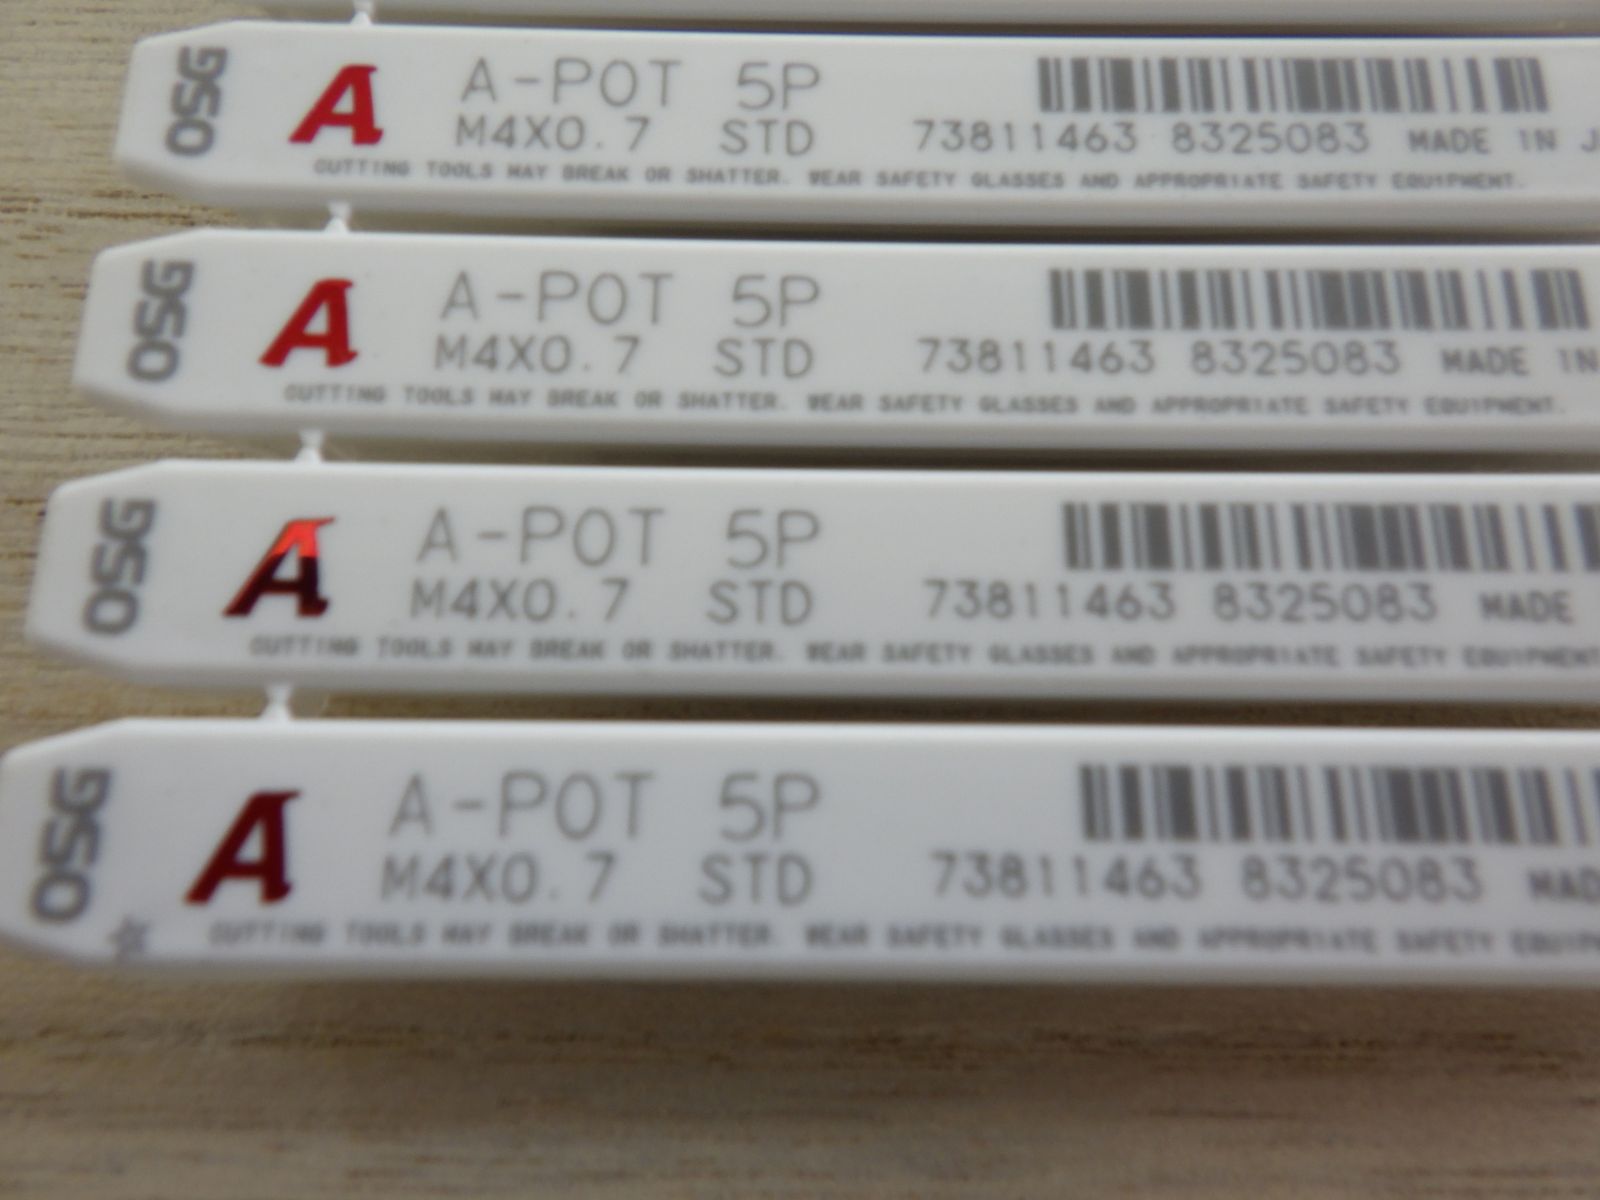 OSG A A-POT 5P
M4X0.7 STD 73811463 8325083 MADE IN J
CUTTING TOOLS MAY BREAK OR SHATTER. WEAR SAFETY GLASSES AND APPROPRIATE SAFETY EQUIPMENT.
OSG A A-POT 5P
M4X0.7 STD 73811463 8325083 MADE IN
CUTTING TOOLS MAY BREAK OR SHATTER. WEAR SAFETY GLASSES AND APPROPRIATE SAFETY EQUIPMENT.
OSG A A-POT 5P
M4X0.7 STD 73811463 8325083 MADE
CUTTING TOOLS MAY BREAK OR SHATTER. WEAR SAFETY GLASSES AND APPROPRIATE SAFETY EQUIPMENT
OSG A A-POT 5P
M4X0.7 STD 73811463 8325083 MAD
CUTTING TOOLS MAY BREAK OR SHATTER. WEAR SAFETY GLASSES AND APPROPRIATE SAFETY EQUIP